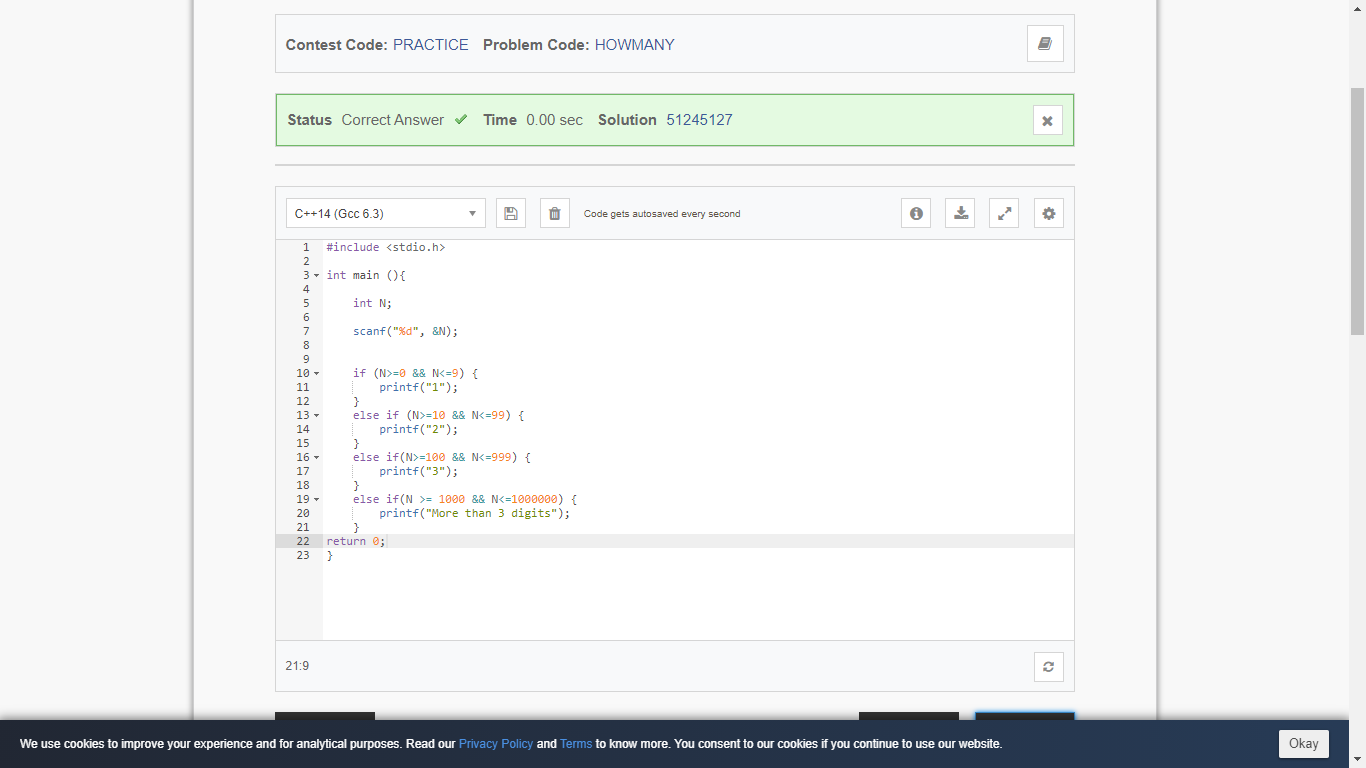 Contest Code: PRACTICE Problem Code: HOWMANY
Status Correct Answer ✔ Time 0.00 sec Solution 51245127
C++14 (Gcc 6.3) Code gets autosaved every second
1 #include <stdio.h>
2
3 int main (){
4
5 int N;
6
7 scanf("%d", &N);
8
9
10 if (N>=0 && N<=9) {
11 printf("1");
12 }
13 else if (N>=10 && N<=99) {
14 printf("2");
15 }
16 else if(N>=100 && N<=999) {
17 printf("3");
18 }
19 else if(N >= 1000 && N<=1000000) {
20 printf("More than 3 digits");
21 }
22 return 0;
23 }
21:9
We use cookies to improve your experience and for analytical purposes. Read our Privacy Policy and Terms to know more. You consent to our cookies if you continue to use our website. Okay